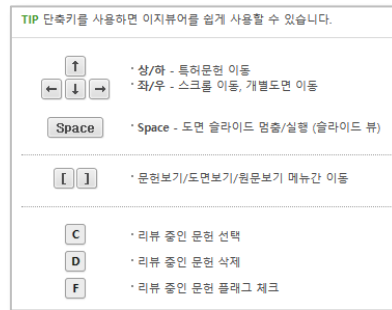 TIP 단축키를 사용하면 이지뷰어를 쉽게 사용할 수 있습니다.
↑
← ↓ →
· 상/하 - 특허문헌 이동
· 좌/우 - 스크롤 이동, 개별도면 이동
Space · Space - 도면 슬라이드 멈춤/실행 (슬라이드 뷰)
[ ] · 문헌보기/도면보기/원문보기 메뉴간 이동
C · 리뷰 중인 문헌 선택
D · 리뷰 중인 문헌 삭제
F · 리뷰 중인 문헌 플래그 체크